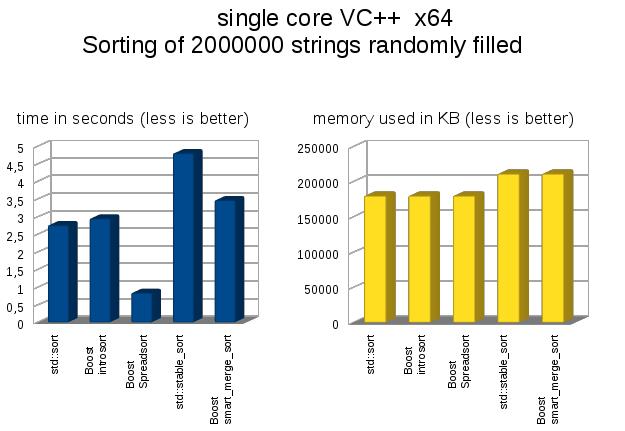 single core VC++ x64
Sorting of 2000000 strings randomly filled
time in seconds (less is better)
5
4,5
4
3,5
3
2,5
2
1,5
1
0,5
0
std::sort
Boost
introsort
Boost
Spreadsort
std::stable_sort
Boost
smart_merge_sort
memory used in KB (less is better)
250000
200000
150000
100000
50000
0
std::sort
Boost
introsort
Boost
Spreadsort
std::stable_sort
Boost
smart_merge_sort